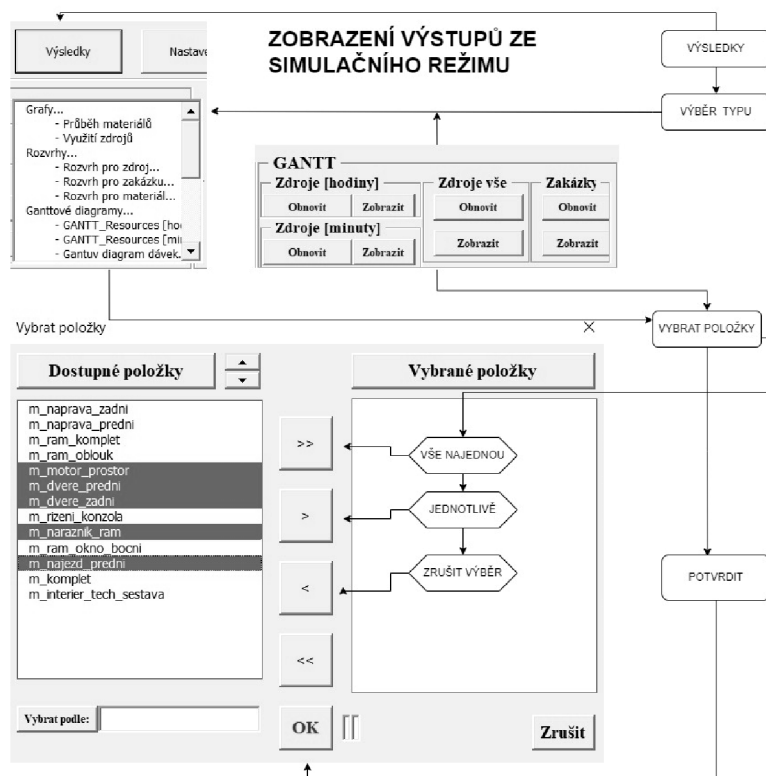 Výsledky
Nastave
ZOBRAZENÍ VÝSTUPŮ ZE
SIMULAČNÍHO REŽIMU
VÝSLEDKY
VÝBĚR TYPU
Grafy...
- Průběh materiálů
- Využití zdrojů
Rozvrhy...
- Rozvrh pro zdroj...
- Rozvrh pro zakázku...
- Rozvrh pro materiál...
Ganttové diagramy...
- GANTT_Resources [ho
- GANTT_Resources [mi
- Gantuv diagram dávek.
GANTT
Zdroje [hodiny]
Obnovit Zobrazit
Zdroje [minuty]
Obnovit Zobrazit
Zdroje vše
Obnovit
Zobrazit
Zakázky
Obnovit
Zobrazit
VYBRAT POLOŽKY
Vybrat položky
Dostupné položky
Vybrané položky
m_naprava_zadni
m_naprava_predni
m_ram_komplet
m_ram_oblouk
m_motor_prostor
m_dvere_predni
m_dvere_zadni
m_rizeni_konzola
m_naraznik_ram
m_ram_okno_bocni
m_najezd_predni
m_komplet
m_interier_tech_sestava
>>
>
<
<<
VŠE NAJEDNOU
JEDNOTLIVĚ
ZRUŠIT VÝBĚR
POTVRDIT
Vybrat podle:
OK
Zrušit